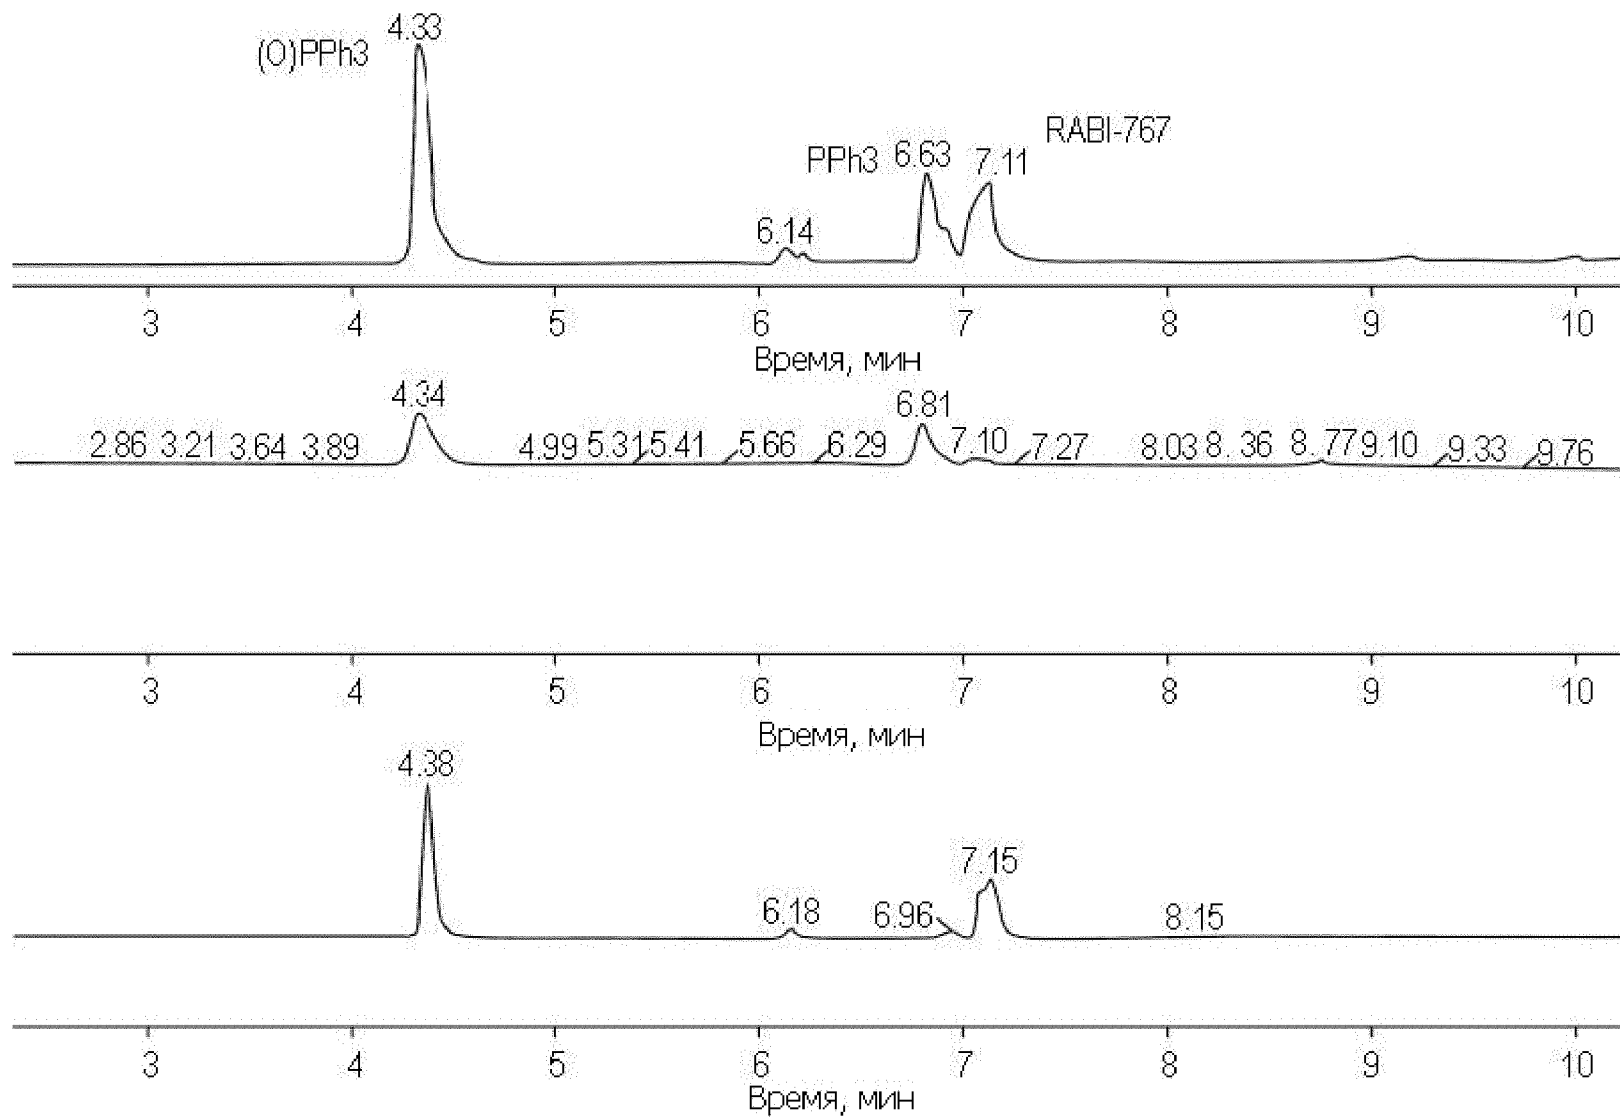 4.33
(O)PPh3
RABI-767
PPh3 6.63 7.11
6.14
3 4 5 6 7 8 9 10
Время, мин
4.34 6.81
2.86 3.21 3.64 3.89 4.99 5.31 5.41 5.66 6.29 7.10 7.27 8.03 8.36 8.77 9.10 9.33 9.76
3 4 5 6 7 8 9 10
Время, мин
4.38
7.15
6.18 6.96 8.15
3 4 5 6 7 8 9 10
Время, мин